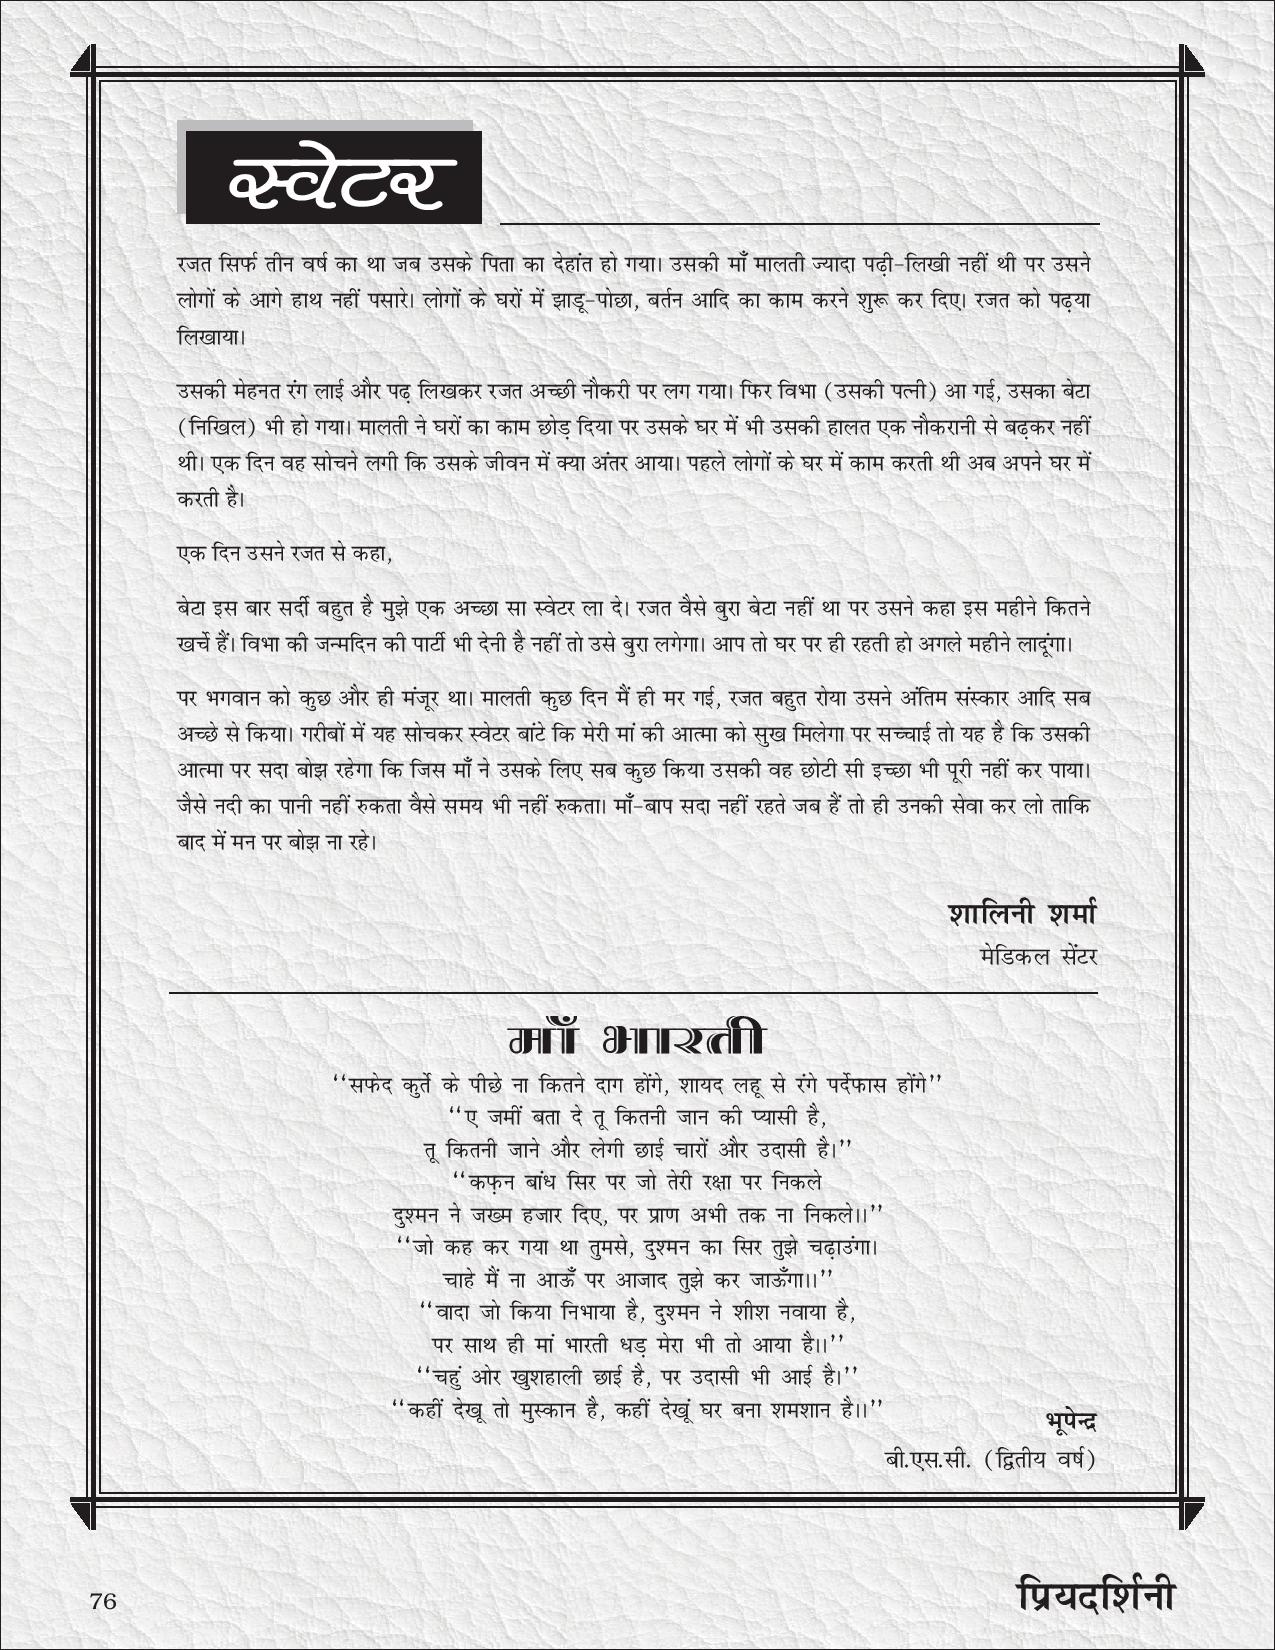 स्वेटर
रजत सिर्फ तीन वर्ष का था जब उसके पिता का देहांत हो गया। उसकी माँ मालती ज्यादा पढ़ी-लिखी नहीं थी पर उसने
लोगों के आगे हाथ नहीं पसारे। लोगों के घरों में झाडू-पोछा, बर्तन आदि का काम करने शुरू कर दिए। रजत को पढ़या
लिखाया।
उसकी मेहनत रंग लाई और पढ़ लिखकर रजत अच्छी नौकरी पर लग गया। फिर विभा (उसकी पत्नी) आ गई, उसका बेटा
(निखिल) भी हो गया। मालती ने घरों का काम छोड़ दिया पर उसके घर में भी उसकी हालत एक नौकरानी से बढ़कर नहीं
थी। एक दिन वह सोचने लगी कि उसके जीवन में क्या अंतर आया। पहले लोगों के घर में काम करती थी अब अपने घर में
करती है।
एक दिन उसने रजत से कहा,
बेटा इस बार सर्दी बहुत है मुझे एक अच्छा सा स्वेटर ला दे। रजत वैसे बुरा बेटा नहीं था पर उसने कहा इस महीने कितने
खर्चे हैं। विभा की जन्मदिन की पार्टी भी देनी है नहीं तो उसे बुरा लगेगा। आप तो घर पर ही रहती हो अगले महीने लादूंगा।
पर भगवान को कुछ और ही मंजूर था। मालती कुछ दिन मैं ही मर गई, रजत बहुत रोया उसने अंतिम संस्कार आदि सब
अच्छे से किया। गरीबों में यह सोचकर स्वेटर बांटे कि मेरी मां की आत्मा को सुख मिलेगा पर सच्चाई तो यह है कि उसकी
आत्मा पर सदा बोझ रहेगा कि जिस माँ ने उसके लिए सब कुछ किया उसकी वह छोटी सी इच्छा भी पूरी नहीं कर पाया।
जैसे नदी का पानी नहीं रुकता वैसे समय भी नहीं रुकता। माँ-बाप सदा नहीं रहते जब हैं तो ही उनकी सेवा कर लो ताकि
बाद में मन पर बोझ ना रहे।
शालिनी शर्मा
मेडिकल सेंटर
माँ भारती
‘‘सफेद कुर्ते के पीछे ना कितने दाग होंगे, शायद लहू से रंगे पर्देफास होंगे’’
‘‘ए जमीं बता दे तू कितनी जान की प्यासी है,
तू कितनी जाने और लेगी छाई चारों और उदासी है।’’
‘‘कफ़न बांध सिर पर जो तेरी रक्षा पर निकले
दुश्मन ने जख्म हजार दिए, पर प्राण अभी तक ना निकले।।’’
‘‘जो कह कर गया था तुमसे, दुश्मन का सिर तुझे चढ़ाउंगा।
चाहे मैं ना आऊँ पर आजाद तुझे कर जाऊँगा।।’’
‘‘वादा जो किया निभाया है, दुश्मन ने शीश नवाया है,
पर साथ ही मां भारती धड़ मेरा भी तो आया है।।’’
‘‘चहुं ओर खुशहाली छाई है, पर उदासी भी आई है।’’
‘‘कहीं देखू तो मुस्कान है, कहीं देखूं घर बना शमशान है।।’’
भूपेन्द्र
बी.एस.सी. (द्वितीय वर्ष)
76
प्रियदर्शिनी